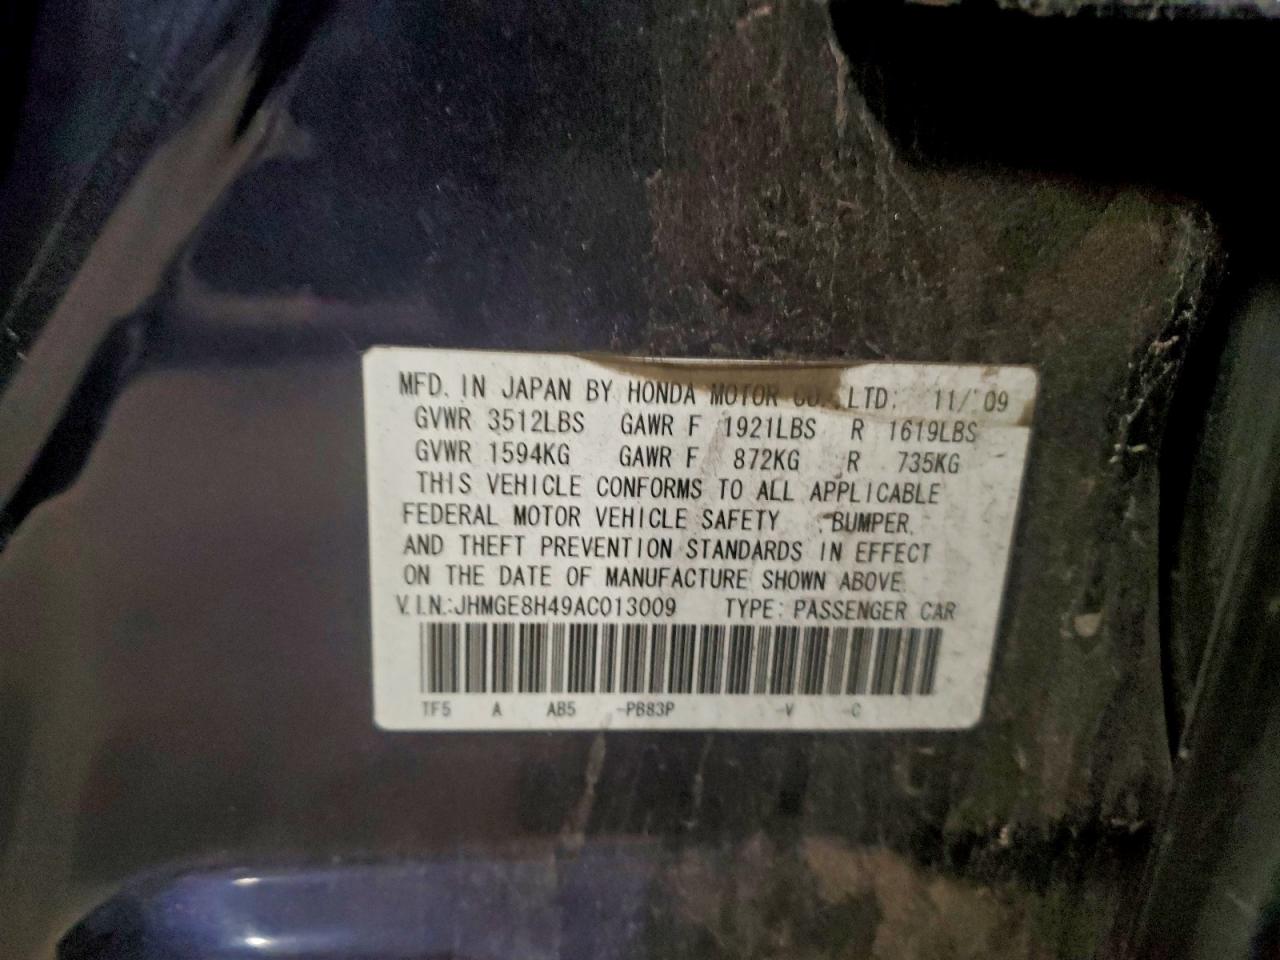 MFD. IN JAPAN BY HONDA MOTOR CO. LTD. 11/ 09
GVWR 3512LBS GAWR F 1921LBS R 1619LBS
GVWR 1594KG GAWR F 872KG R 735KG
THIS VEHICLE CONFORMS TO ALL APPLICABLE
FEDERAL MOTOR VEHICLE SAFETY , BUMPER,
AND THEFT PREVENTION STANDARDS IN EFFECT
ON THE DATE OF MANUFACTURE SHOWN ABOVE.
V.I.N.:JHMGE8H49AC013009 TYPE: PASSENGER CAR
TF5 A AB5 -PB83P -V -C